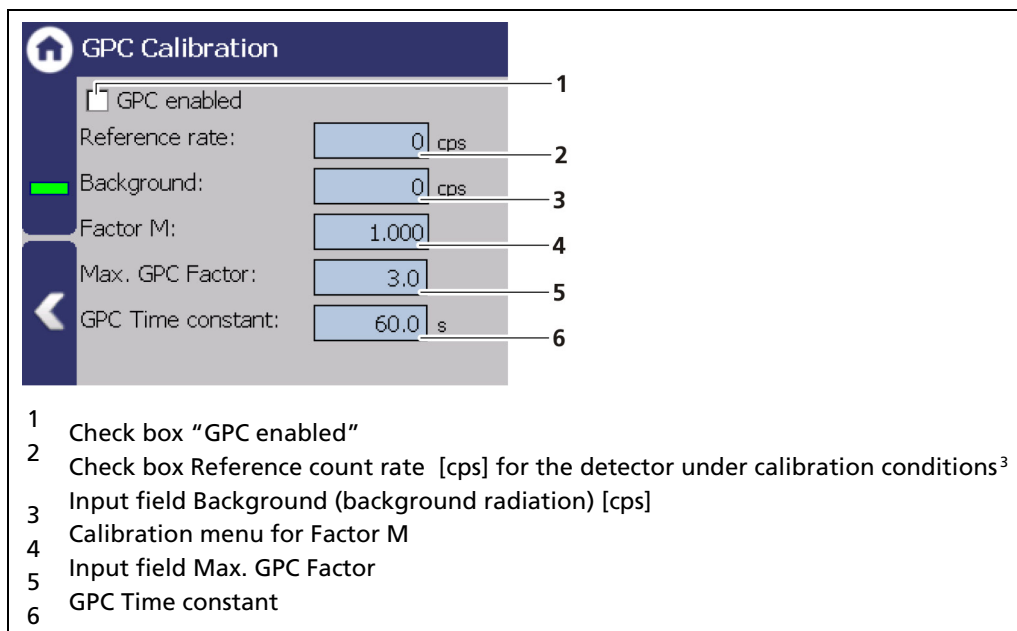 GPC Calibration
GPC enabled 1
Reference rate: 0 cps 2
Background: 0 cps 3
Factor M: 1.000 4
Max. GPC Factor: 3.0 5
GPC Time constant: 60.0 s 6
1 Check box “GPC enabled”
2 Check box Reference count rate [cps] for the detector under calibration conditions³
3 Input field Background (background radiation) [cps]
4 Calibration menu for Factor M
5 Input field Max. GPC Factor
6 GPC Time constant